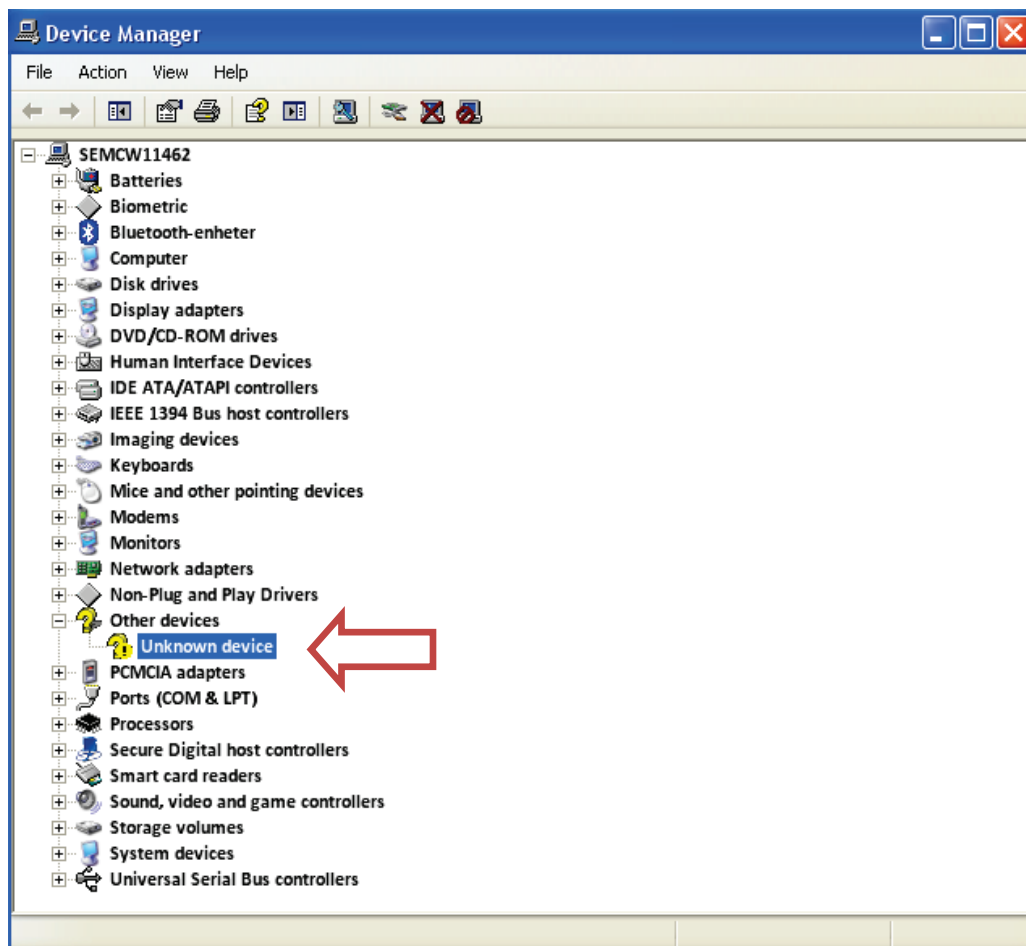 Device Manager
File Action View Help
SEMCW11462
Batteries
Biometric
Bluetooth-enheter
Computer
Disk drives
Display adapters
DVD/CD-ROM drives
Human Interface Devices
IDE ATA/ATAPI controllers
IEEE 1394 Bus host controllers
Imaging devices
Keyboards
Mice and other pointing devices
Modems
Monitors
Network adapters
Non-Plug and Play Drivers
Other devices
Unknown device
PCMCIA adapters
Ports (COM & LPT)
Processors
Secure Digital host controllers
Smart card readers
Sound, video and game controllers
Storage volumes
System devices
Universal Serial Bus controllers